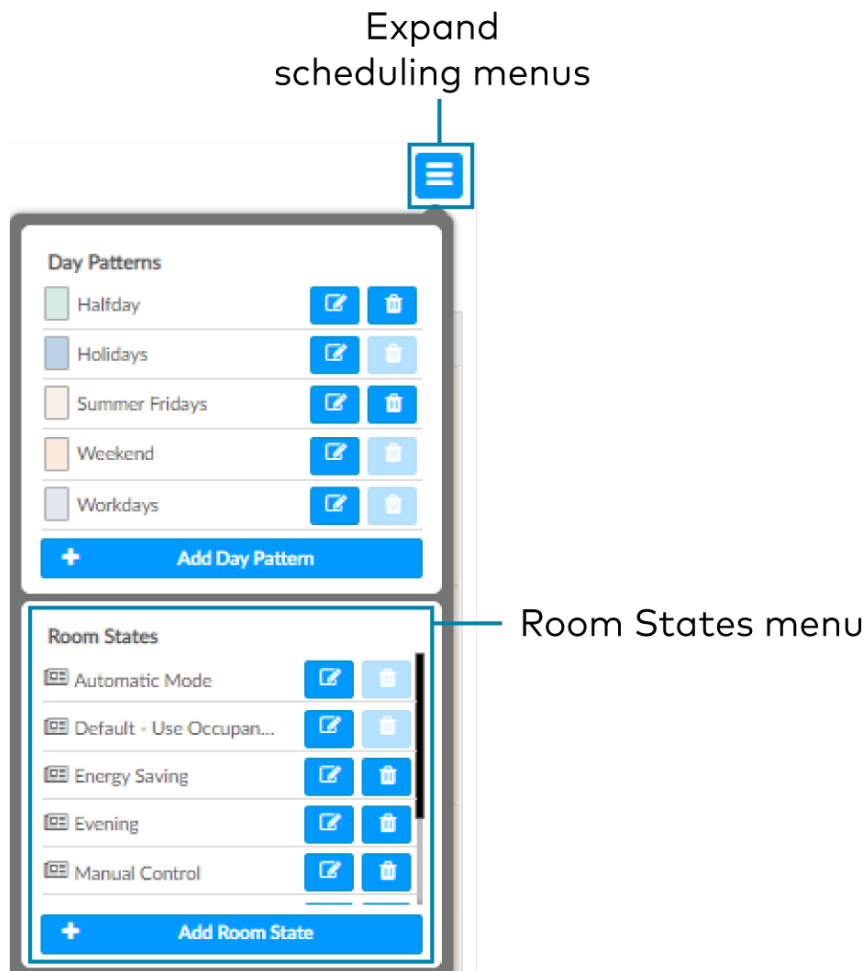 Expand
scheduling menus
Day Patterns
Halfday
Holidays
Summer Fridays
Weekend
Workdays
Add Day Pattern
Room States menu
Room States
Automatic Mode
Default - Use Occupan...
Energy Saving
Evening
Manual Control
Add Room State